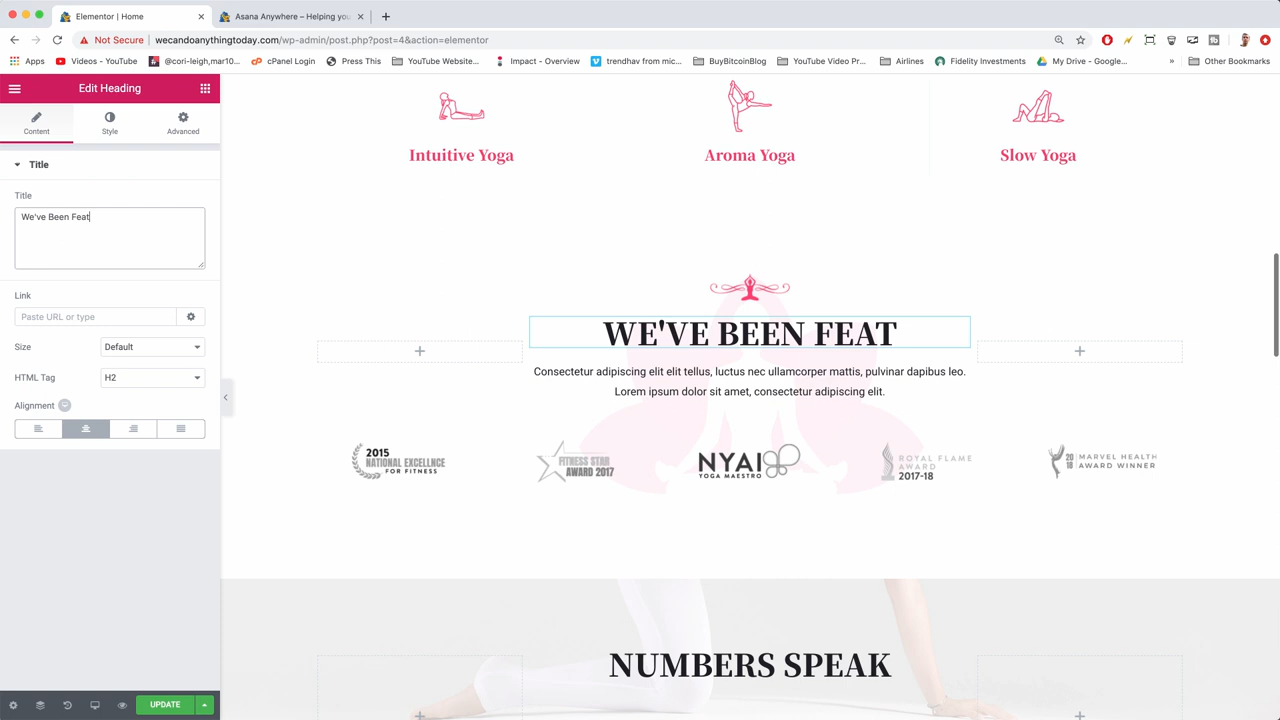 Elementor | Home
Asana Anywhere – Helping you
Not Secure | wecandoanythingtoday.com/wp-admin/post.php?post=4&action=elementor
Apps
Videos - YouTube
@cori-leigh,mar10...
cPanel Login
Press This
YouTube Website...
Impact - Overview
trendhav from mic...
BuyBitcoinBlog
YouTube Video Pr...
Airlines
Fidelity Investments
My Drive - Google...
»
Other Bookmarks
Edit Heading
Content
Style
Advanced
Title
Title
We've Been Feat
Link
Paste URL or type
Size
Default
HTML Tag
H2
Alignment
UPDATE
Intuitive Yoga
Aroma Yoga
Slow Yoga
WE'VE BEEN FEAT
Consectetur adipiscing elit elit tellus, luctus nec ullamcorper mattis, pulvinar dapibus leo.
Lorem ipsum dolor sit amet, consectetur adipiscing elit.
2015
NATIONAL EXCELLNCE
FOR FITNESS
FITNESS STAR
AWARD 2017
NYAI
YOGA MAESTRO
ROYAL FLAME
AWARD
2017-18
20
18
MARVEL HEALTH
AWARD WINNER
NUMBERS SPEAK